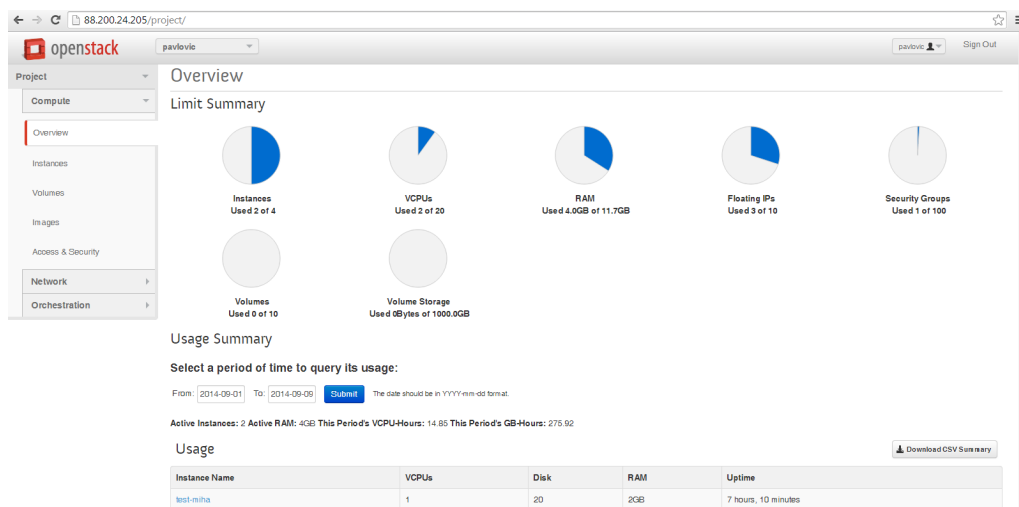 88.200.24.205/project/
openstack
pavlovic
pavlovic
Sign Out
Project
Compute
Overview
Instances
Volumes
Images
Access & Security
Network
Orchestration
Overview
Limit Summary
Instances
Used 2 of 4
VCPUs
Used 2 of 20
RAM
Used 4.0GB of 11.7GB
Floating IPs
Used 3 of 10
Security Groups
Used 1 of 100
Volumes
Used 0 of 10
Volume Storage
Used 0Bytes of 1000.0GB
Usage Summary
Select a period of time to query its usage:
From: 2014-09-01 To: 2014-09-09 Submit The date should be in YYYY-mm-dd format.
Active Instances: 2 Active RAM: 4GB This Period's VCPU-Hours: 14.85 This Period's GB-Hours: 275.92
Usage
Download CSV Summary
Instance Name VCPUs Disk RAM Uptime
test-miha 1 20 2GB 7 hours, 10 minutes